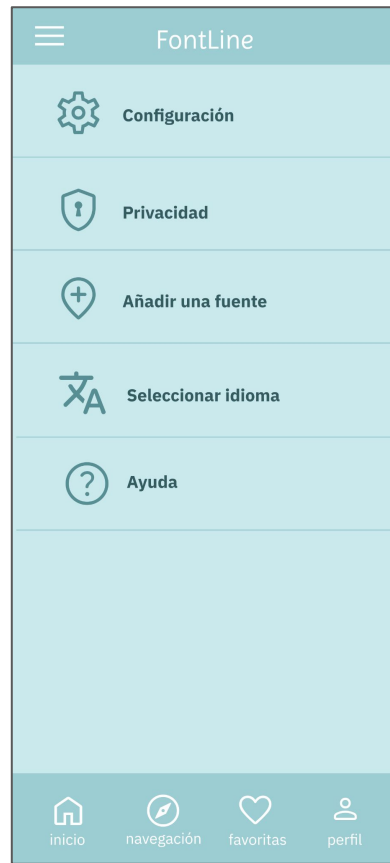 FontLine
Configuración
Privacidad
Añadir una fuente
Seleccionar idioma
Ayuda
inicio navegación favoritas perfil